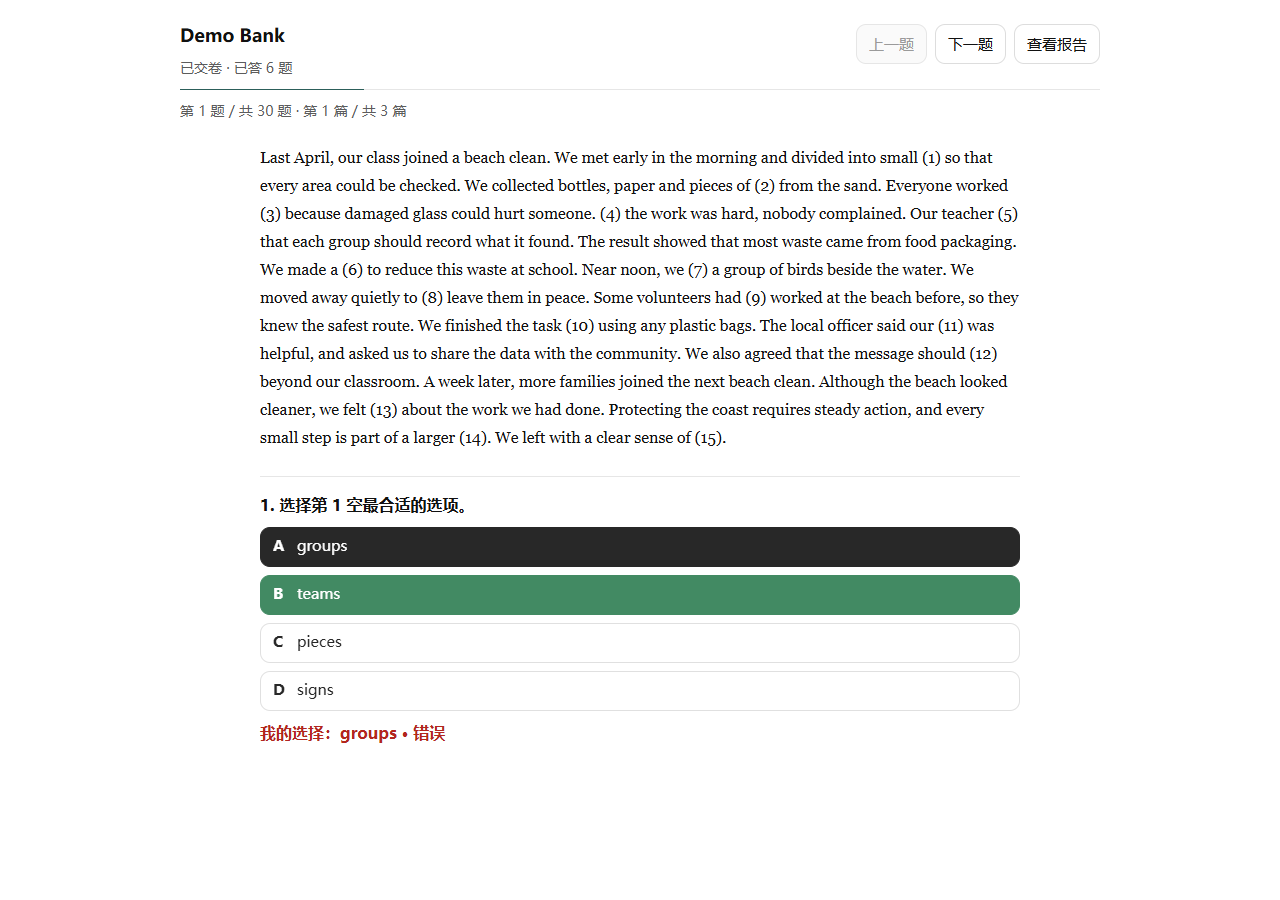 Demo Bank
已交卷 · 已答 6 题
上一题
下一题
查看报告
第 1 题 / 共 30 题 · 第 1 篇 / 共 3 篇
Last April, our class joined a beach clean. We met early in the morning and divided into small (1) so that
every area could be checked. We collected bottles, paper and pieces of (2) from the sand. Everyone worked
(3) because damaged glass could hurt someone. (4) the work was hard, nobody complained. Our teacher (5)
that each group should record what it found. The result showed that most waste came from food packaging.
We made a (6) to reduce this waste at school. Near noon, we (7) a group of birds beside the water. We
moved away quietly to (8) leave them in peace. Some volunteers had (9) worked at the beach before, so they
knew the safest route. We finished the task (10) using any plastic bags. The local officer said our (11) was
helpful, and asked us to share the data with the community. We also agreed that the message should (12)
beyond our classroom. A week later, more families joined the next beach clean. Although the beach looked
cleaner, we felt (13) about the work we had done. Protecting the coast requires steady action, and every
small step is part of a larger (14). We left with a clear sense of (15).
1. 选择第 1 空最合适的选项。
A groups
B teams
C pieces
D signs
我的选择：groups • 错误